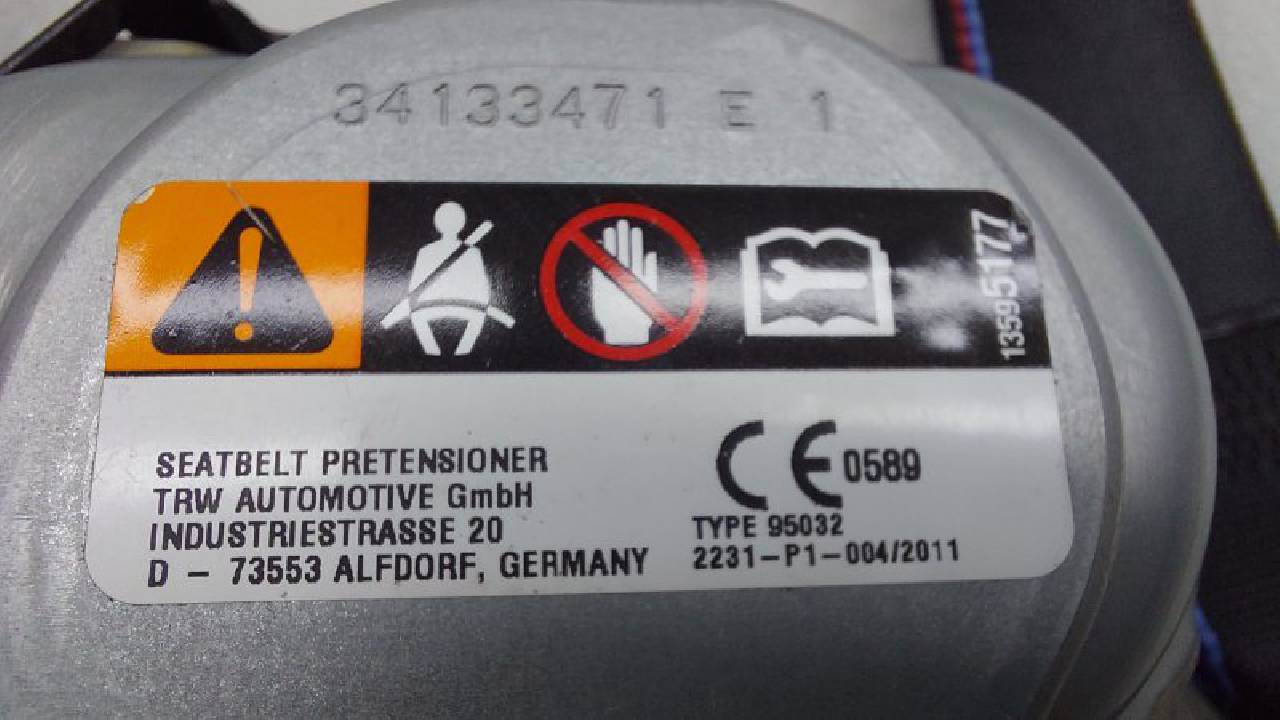 34133471 E 1
13595177
SEATBELT PRETENSIONER
TRW AUTOMOTIVE GmbH
INDUSTRIESTRASSE 20
D - 73553 ALFDORF, GERMANY
CE 0589
TYPE 95032
2231-P1-004/2011